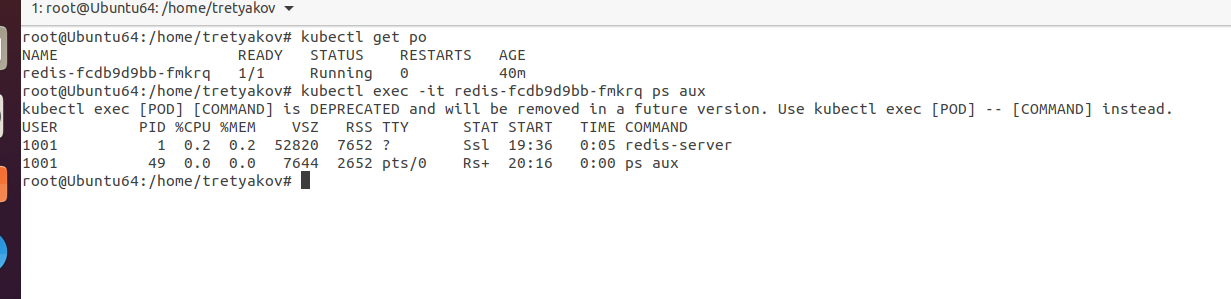 1: root@Ubuntu64: /home/tretyakov
root@Ubuntu64:/home/tretyakov# kubectl get po
NAME                    READY   STATUS    RESTARTS   AGE
redis-fcdb9d9bb-fmkrq   1/1     Running   0          40m
root@Ubuntu64:/home/tretyakov# kubectl exec -it redis-fcdb9d9bb-fmkrq ps aux
kubectl exec [POD] [COMMAND] is DEPRECATED and will be removed in a future version. Use kubectl exec [POD] -- [COMMAND] instead.
USER         PID %CPU %MEM    VSZ   RSS TTY      STAT START   TIME COMMAND
1001           1  0.2  0.2  52820  7652 ?        Ssl  19:36   0:05 redis-server
1001          49  0.0  0.0   7644  2652 pts/0    Rs+  20:16   0:00 ps aux
root@Ubuntu64:/home/tretyakov#